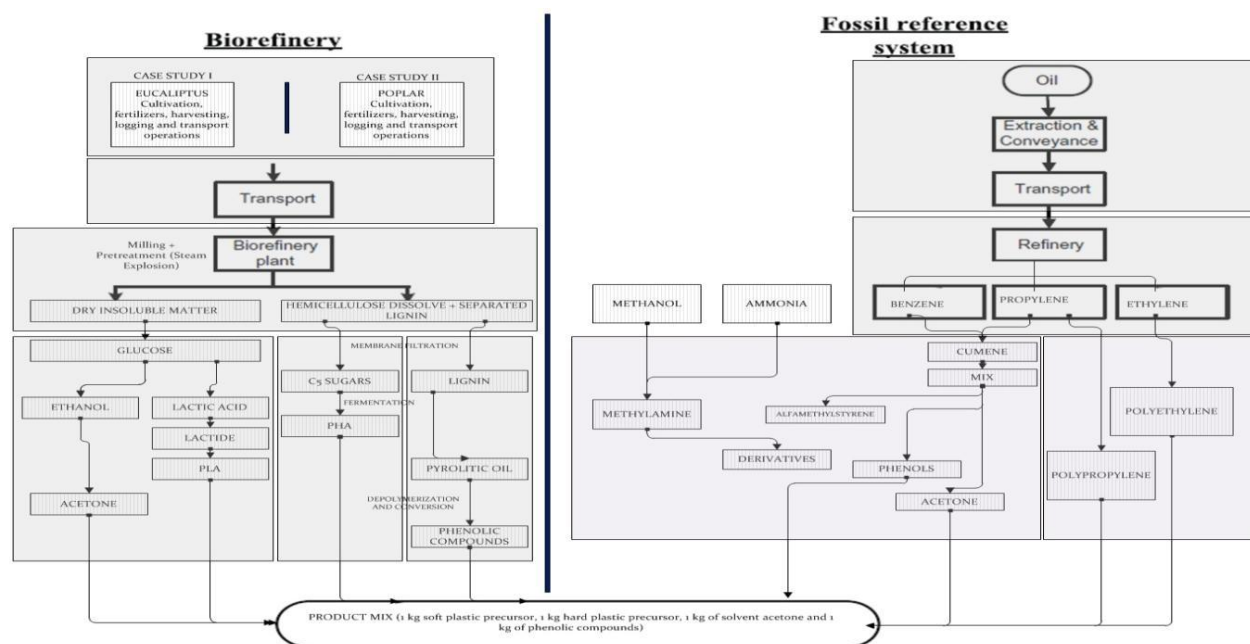 Biorefinery
CASE STUDY I
EUCALIPTUS
Cultivation,
fertilizers, harvesting,
logging and transport
operations
CASE STUDY II
POPLAR
Cultivation,
fertilizers, harvesting,
logging and transport
operations
Transport
Milling +
Pretreatment (Steam
Explosion)
Biorefinery
plant
DRY INSOLUBLE MATTER
HEMICELLULOSE DISSOLVE + SEPARATED
LIGNIN
GLUCOSE
MEMBRANE FILTRATION
C5 SUGARS
LIGNIN
ETHANOL
LACTIC ACID
FERMENTATION
PHA
LACTIDE
PLA
PYROLITIC OIL
ACETONE
DEPOLYMERIZATION
AND CONVERSION
PHENOLIC
COMPOUNDS
Fossil reference
system
Oil
Extraction &
Conveyance
Transport
Refinery
METHANOL
AMMONIA
BENZENE
PROPYLENE
ETHYLENE
CUMENE
MIX
METHYLAMINE
ALFAMETHYLSTYRENE
POLYETHYLENE
DERIVATIVES
PHENOLS
POLYPROPYLENE
ACETONE
PRODUCT MIX (1 kg soft plastic precursor, 1 kg hard plastic precursor, 1 kg of solvent acetone and 1
kg of phenolic compounds)